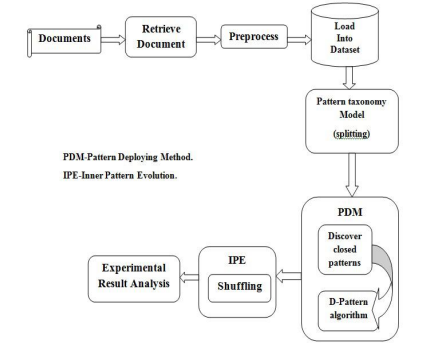 Documents
Retrieve
Document
Preprocess
Load
Into
Dataset
Pattern taxonomy
Model
(splitting)
PDM-Pattern Deploying Method.
IPE-Inner Pattern Evolution.
PDM
Discover
closed
patterns
D-Pattern
algorithm
IPE
Shuffling
Experimental
Result Analysis